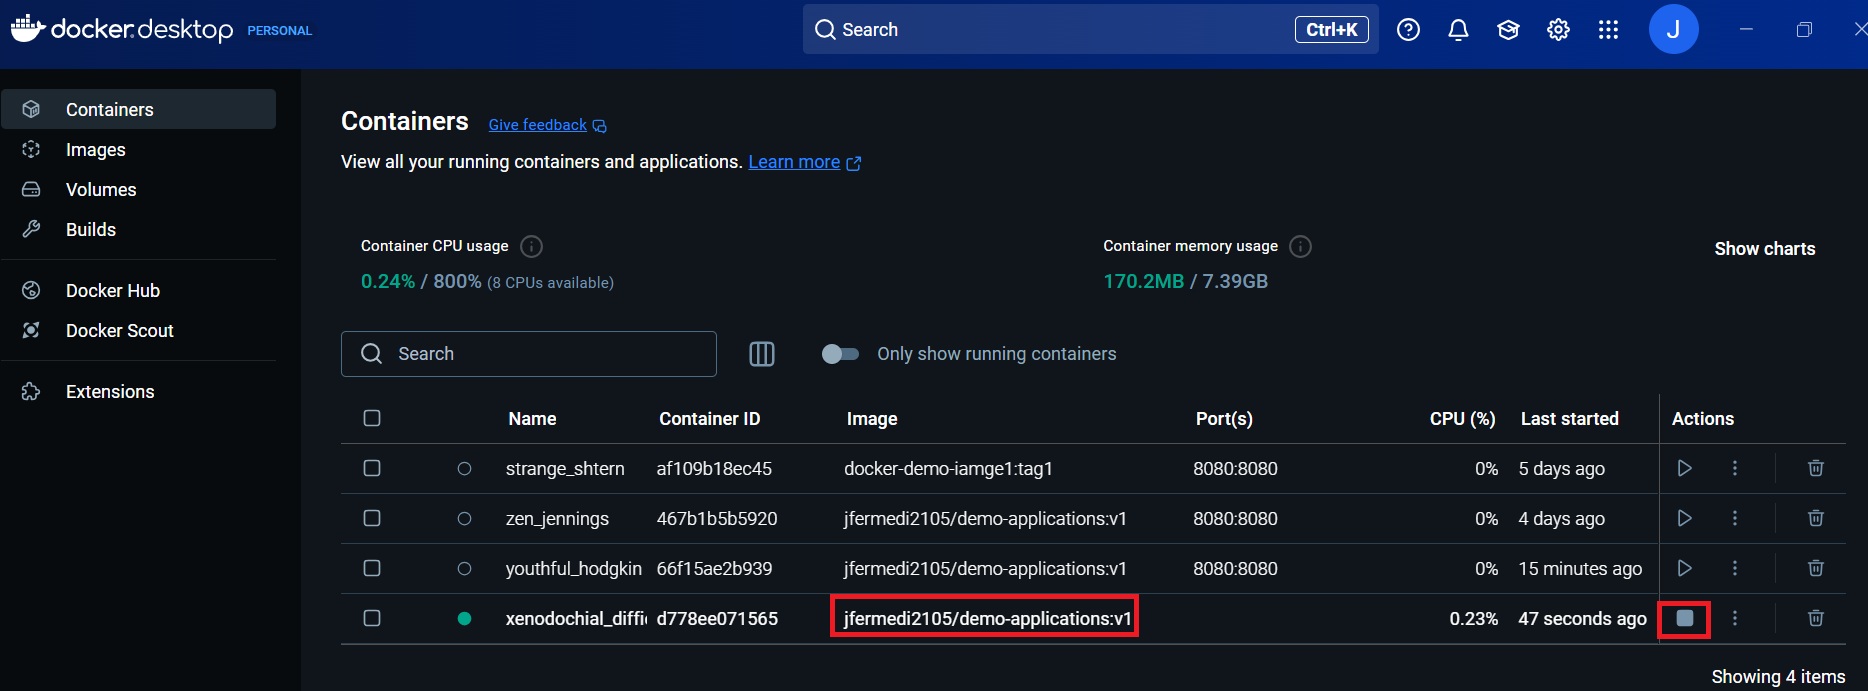 docker.desktop PERSONAL Search Ctrl+K J
Containers
Images
Volumes
Builds
Docker Hub
Docker Scout
Extensions
Containers Give feedback
View all your running containers and applications. Learn more
Container CPU usage i Container memory usage i Show charts
0.24% / 800% (8 CPUs available) 170.2MB / 7.39GB
Search Only show running containers
Name Container ID Image Port(s) CPU (%) Last started Actions
strange_shtern af109b18ec45 docker-demo-iamge1:tag1 8080:8080 0% 5 days ago
zen_jennings 467b1b5b5920 jfermedi2105/demo-applications:v1 8080:8080 0% 4 days ago
youthful_hodgkin 66f15ae2b939 jfermedi2105/demo-applications:v1 8080:8080 0% 15 minutes ago
xenodochial_diffi d778ee071565 jfermedi2105/demo-applications:v1 0.23% 47 seconds ago
Showing 4 items